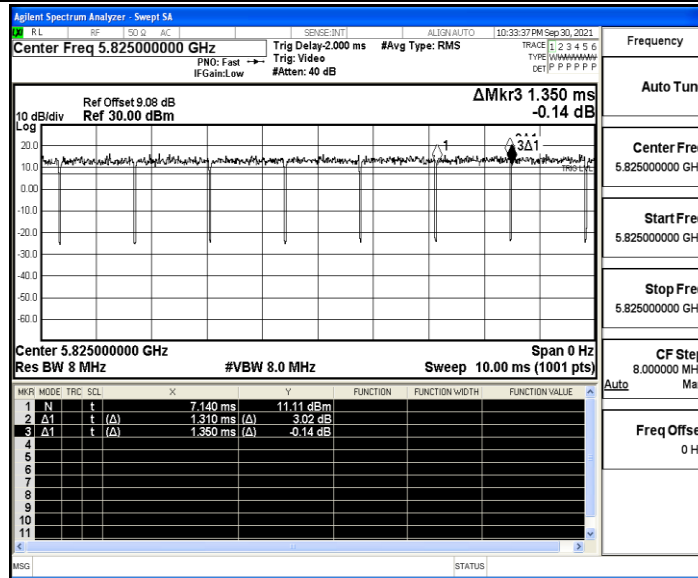 Agilent Spectrum Analyzer - Swept SA
RL RF 50 Ω AC SENSE:INT ALIGN AUTO 10:33:37 PM Sep 30, 2021
Center Freq 5.825000000 GHz
PNO: Fast
IFGain:Low
Trig Delay-2.000 ms
Trig: Video
#Atten: 40 dB
#Avg Type: RMS
TRACE 1 2 3 4 5 6
TYPE
DET P P P P P P
ΔMkr3 1.350 ms
-0.14 dB
Ref Offset 9.08 dB
10 dB/div Ref 30.00 dBm
Log
20.0
10.0
0.00
-10.0
-20.0
-30.0
-40.0
-50.0
-60.0
1
3Δ1
TRIG LVL
Center 5.825000000 GHz Span 0 Hz
Res BW 8 MHz #VBW 8.0 MHz Sweep 10.00 ms (1001 pts)
MKR MODE TRC SCL X Y FUNCTION FUNCTION WIDTH FUNCTION VALUE
1 N t 7.140 ms 11.11 dBm
2 Δ1 t (Δ) 1.310 ms (Δ) 3.02 dB
3 Δ1 t (Δ) 1.350 ms (Δ) -0.14 dB
4
5
6
7
8
9
10
11
MSG STATUS
Frequency
Auto Tun
Center Fre
5.825000000 GH
Start Fre
5.825000000 GH
Stop Fre
5.825000000 GH
CF Step
8.000000 MH
Auto Ma
Freq Offse
0 H